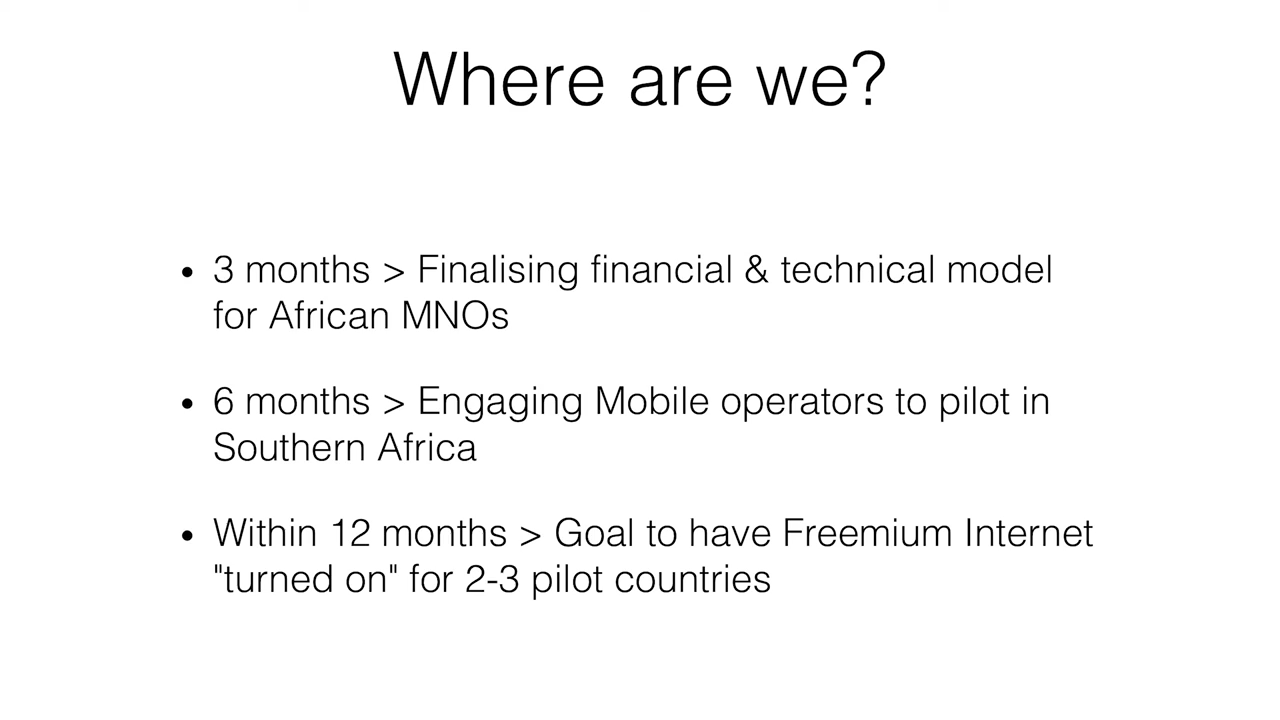 Where are we?
• 3 months > Finalising financial & technical model
for African MNOs
• 6 months > Engaging Mobile operators to pilot in
Southern Africa
• Within 12 months > Goal to have Freemium Internet
"turned on" for 2-3 pilot countries